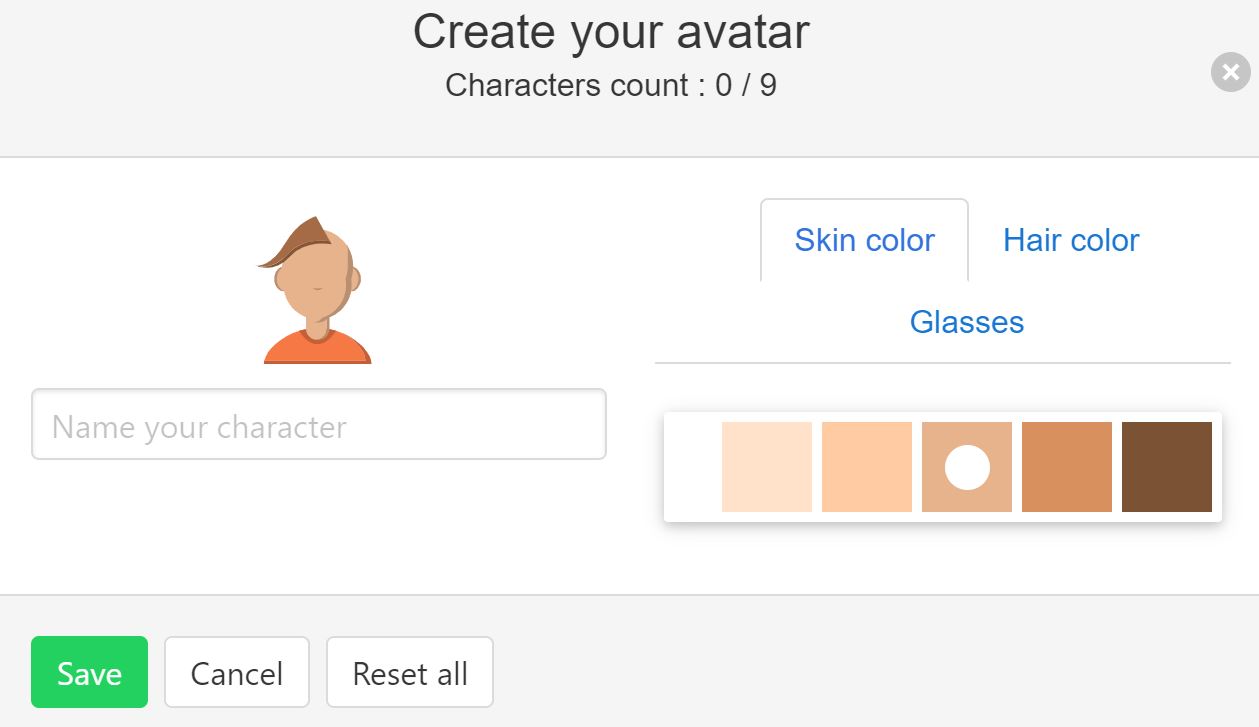 Create your avatar
Characters count : 0 / 9
Skin color
Hair color
Glasses
Name your character
Save
Cancel
Reset all